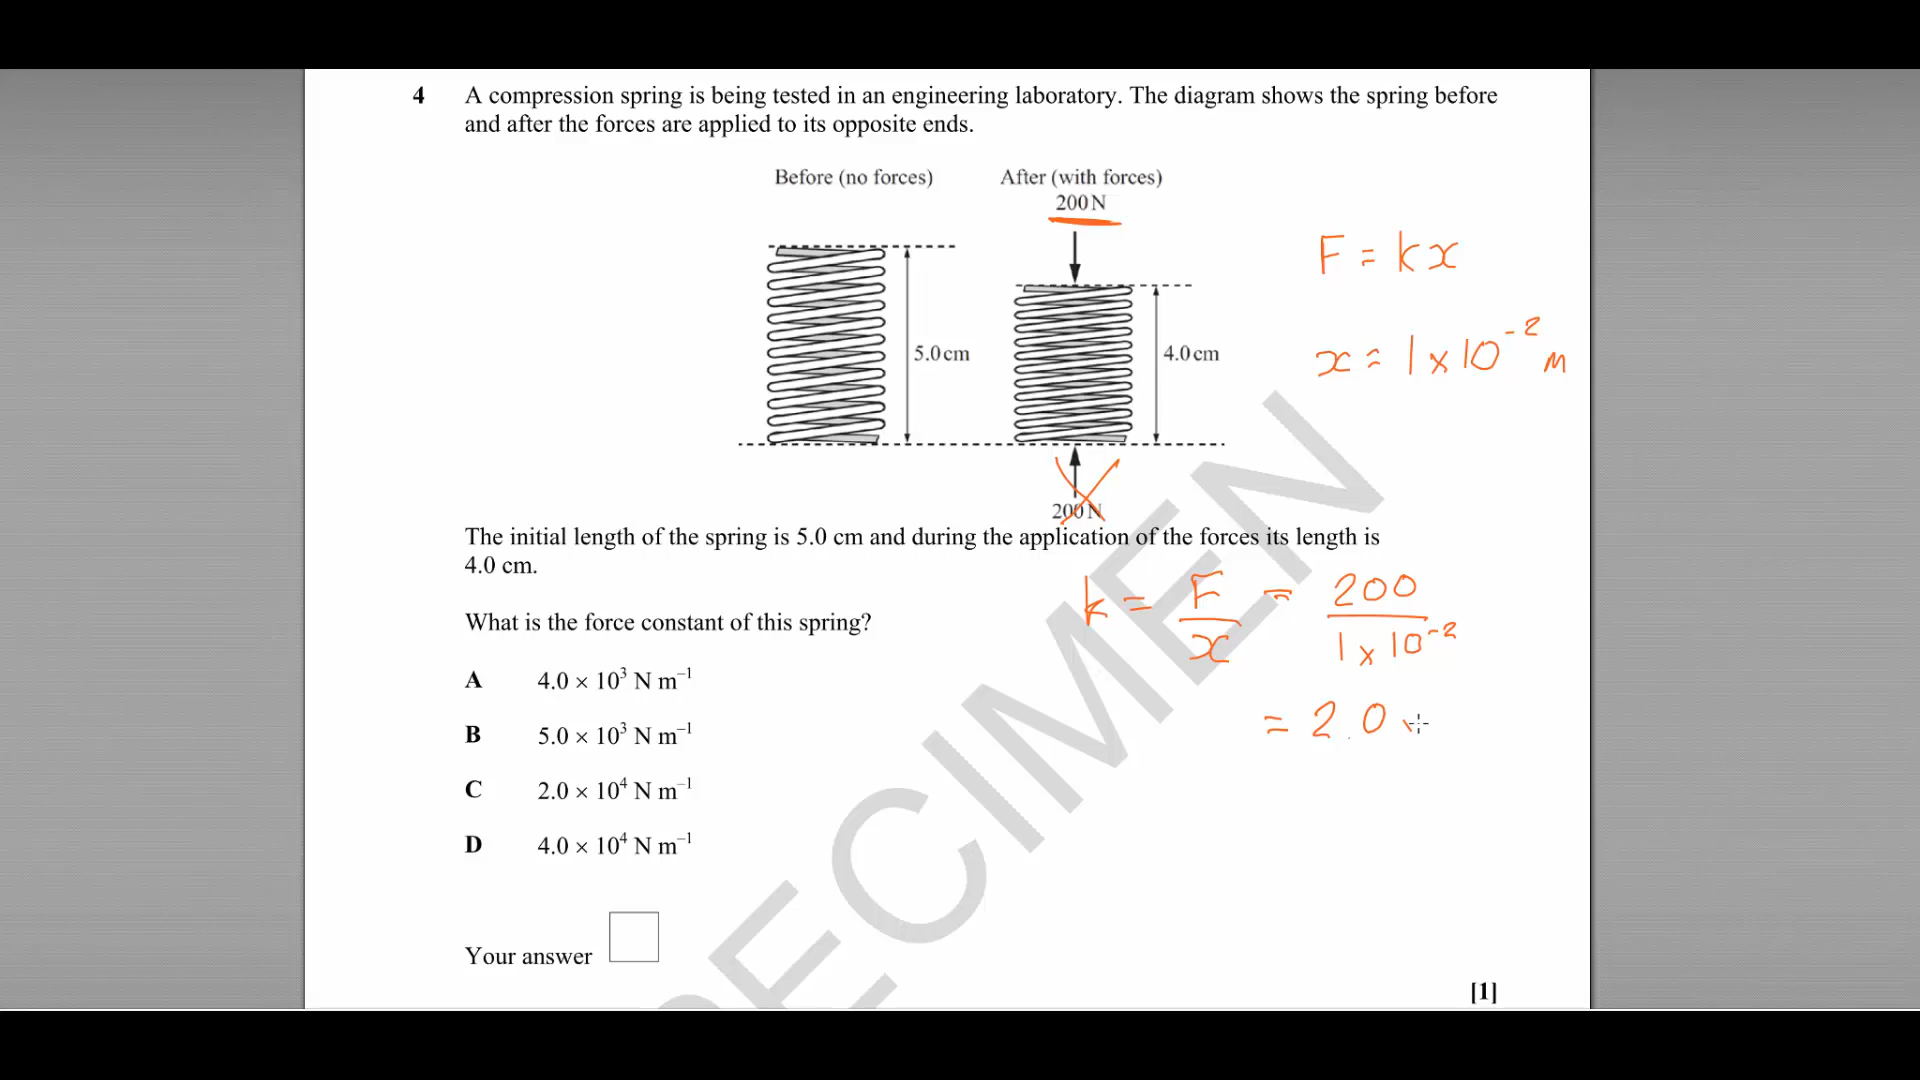 4 A compression spring is being tested in an engineering laboratory. The diagram shows the spring before
and after the forces are applied to its opposite ends.
Before (no forces) After (with forces)
200 N
F = kx
5.0 cm 4.0 cm
x = 1 × 10⁻² m
200 N
The initial length of the spring is 5.0 cm and during the application of the forces its length is
4.0 cm.
k = F/x = 200/1 × 10⁻²
What is the force constant of this spring?
A 4.0 × 10³ N m⁻¹
= 2.0
B 5.0 × 10³ N m⁻¹
C 2.0 × 10⁴ N m⁻¹
D 4.0 × 10⁴ N m⁻¹
Your answer
[1]
SPECIMEN